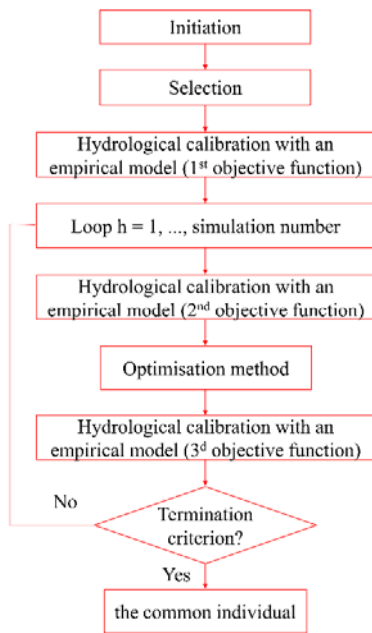 Initiation
Selection
Hydrological calibration with an
empirical model (1st objective function)
Loop h = 1, ..., simulation number
Hydrological calibration with an
empirical model (2nd objective function)
Optimisation method
Hydrological calibration with an
empirical model (3d objective function)
No
Termination
criterion?
Yes
the common individual